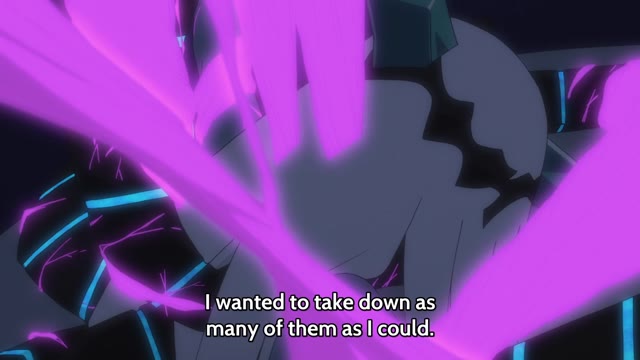 I wanted to take down as
many of them as I could.